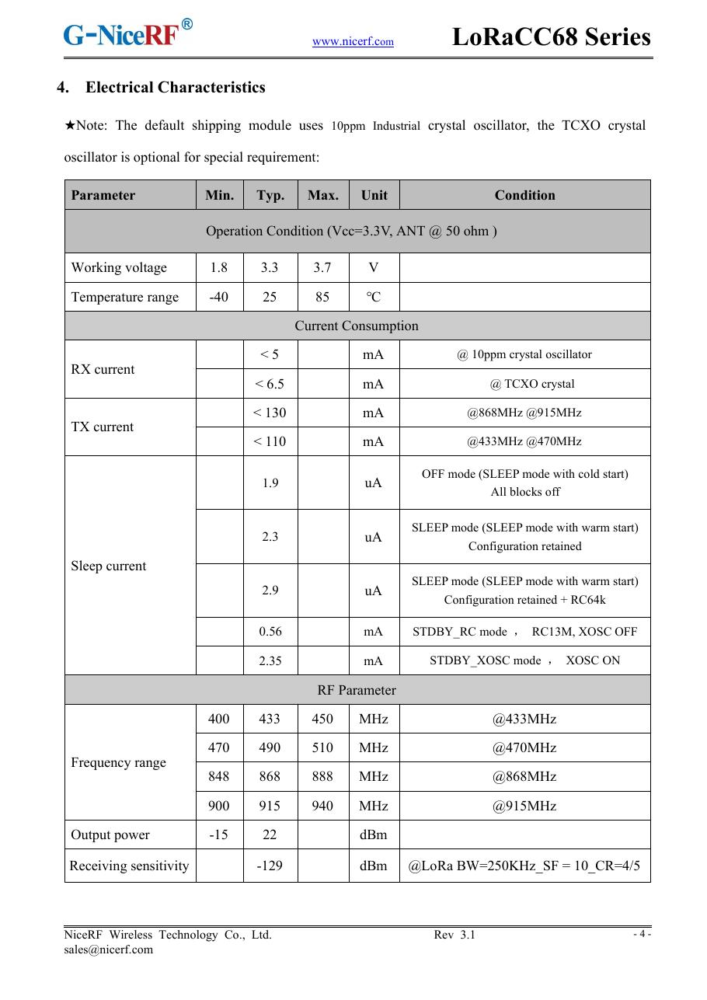 G-NiceRF®
www.nicerf.com
LoRaCC68 Series
4. Electrical Characteristics
★Note: The default shipping module uses 10ppm Industrial crystal oscillator, the TCXO crystal
oscillator is optional for special requirement:
Parameter Min. Typ. Max. Unit Condition
Operation Condition (Vcc=3.3V, ANT @ 50 ohm )
Working voltage 1.8 3.3 3.7 V
Temperature range -40 25 85 ℃
Current Consumption
RX current
< 5 mA @ 10ppm crystal oscillator
< 6.5 mA @ TCXO crystal
TX current
< 130 mA @868MHz @915MHz
< 110 mA @433MHz @470MHz
Sleep current
1.9 uA OFF mode (SLEEP mode with cold start)
All blocks off
2.3 uA SLEEP mode (SLEEP mode with warm start)
Configuration retained
2.9 uA SLEEP mode (SLEEP mode with warm start)
Configuration retained + RC64k
0.56 mA STDBY_RC mode ， RC13M, XOSC OFF
2.35 mA STDBY_XOSC mode ， XOSC ON
RF Parameter
Frequency range
400 433 450 MHz @433MHz
470 490 510 MHz @470MHz
848 868 888 MHz @868MHz
900 915 940 MHz @915MHz
Output power -15 22 dBm
Receiving sensitivity -129 dBm @LoRa BW=250KHz_SF = 10_CR=4/5
NiceRF Wireless Technology Co., Ltd. Rev 3.1 - 4 -
sales@nicerf.com